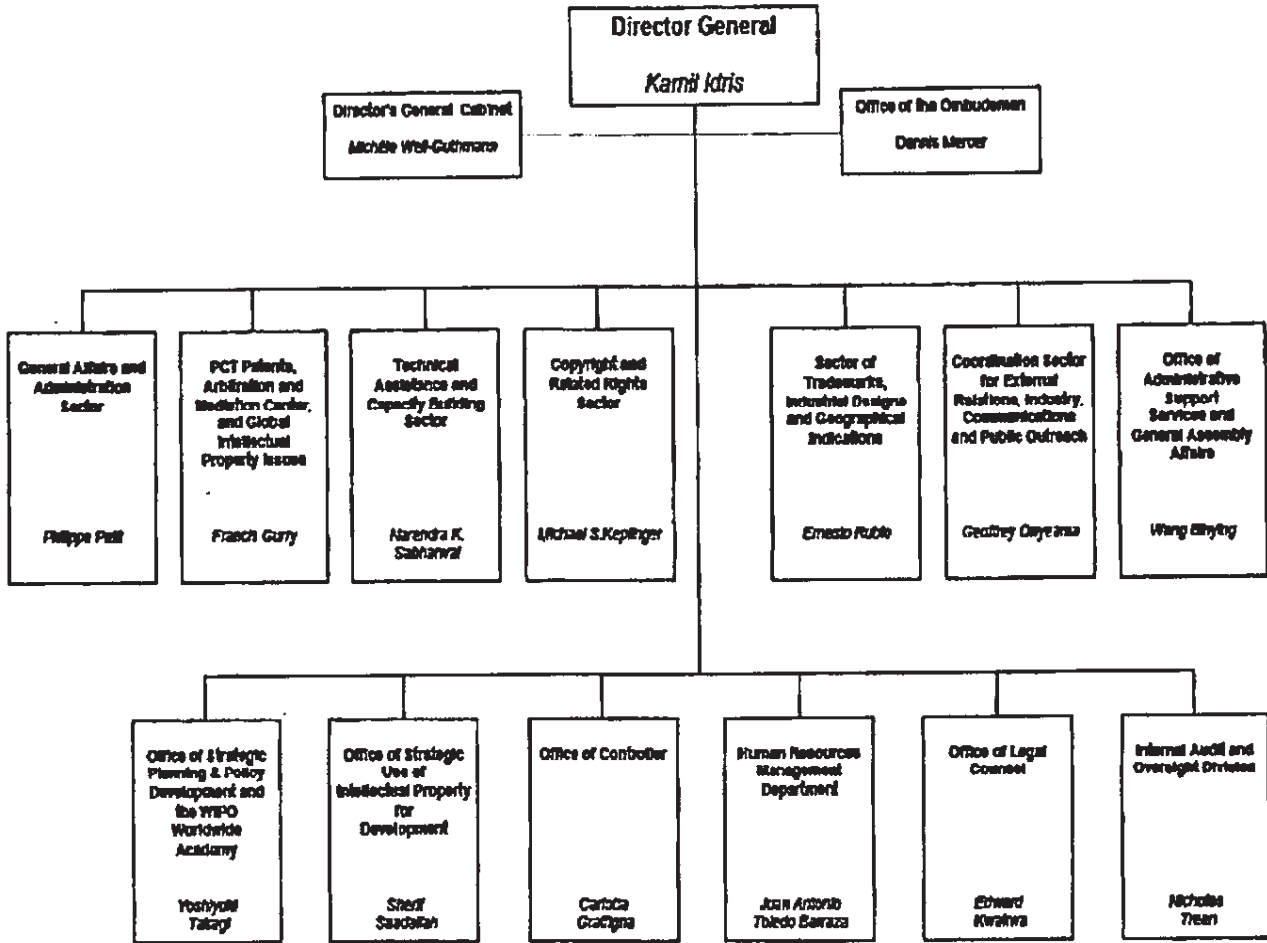 Director General
Kamil Idris
Director's General Cabinet
Michèle Weil-Guthmann
Office of the Ombudsman
Dennis Mercer
General Affairs and
Administration
Sector
Philippe Petit
PCT Patents,
Arbitration and
Mediation Center,
and Global
Intellectual
Property Issues
Francis Gurry
Technical
Assistance and
Capacity Building
Sector
Narendra K.
Sabharwal
Copyright and
Related Rights
Sector
Michael S.Keplinger
Sector of
Trademarks,
Industrial Designs
and Geographical
Indications
Ernesto Rubio
Coordination Sector
for External
Relations, Industry,
Communications
and Public Outreach
Geoffrey Onyeama
Office of
Administrative
Support
Services and
General Assembly
Affairs
Wang Binying
Office of Strategic
Planning & Policy
Development and
the WIPO
Worldwide
Academy
Yoshiyuki
Takagi
Office of Strategic
Use of
Intellectual Property
for
Development
Sherif
Saadallah
Office of Controller
Carlotta
Graffigna
Human Resources
Management
Department
Juan Antonio
Toledo Barraza
Office of Legal
Counsel
Edward
Kwakwa
Internal Audit and
Oversight Division
Nicholas
Treen